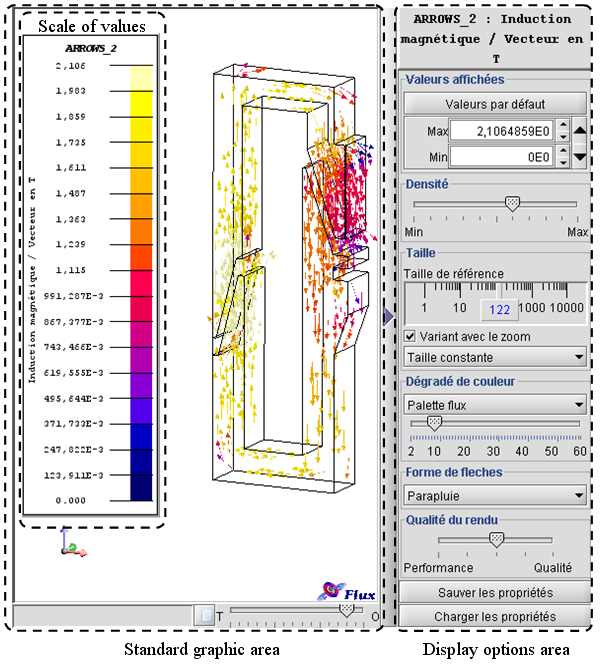 Scale of values
ARROWS_2
Induction magnétique / Vecteur en T
2,106
1,983
1,859
1,735
1,611
1,487
1,363
1,239
1,115
991,287E-3
867,377E-3
743,466E-3
619,555E-3
495,644E-3
371,733E-3
247,822E-3
123,911E-3
0.000
Flux
T
O
Standard graphic area
ARROWS_2 : Induction
magnétique / Vecteur en
T
Valeurs affichées
Valeurs par défaut
Max 2,1064859E0
Min 0E0
Densité
Min Max
Taille
Taille de référence
1 10 122 1000 10000
Variant avec le zoom
Taille constante
Dégradé de couleur
Palette flux
2 10 20 30 40 50 60
Forme de fleches
Parapluie
Qualité du rendu
Performance Qualité
Sauver les propriétés
Charger les propriétés
Display options area